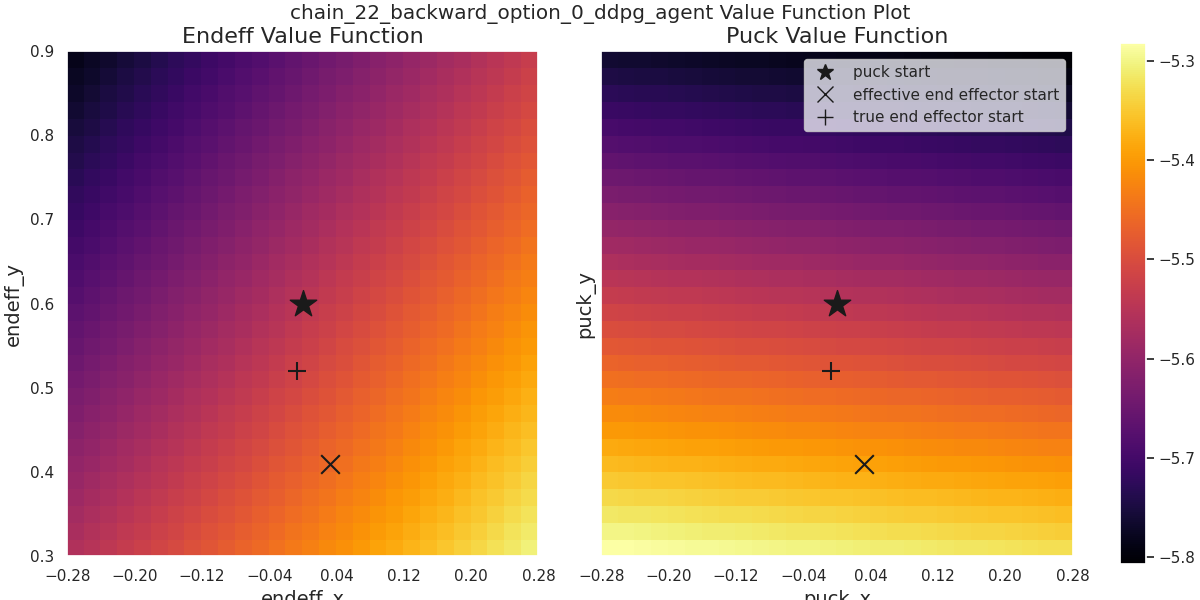 chain_22_backward_option_0_ddpg_agent Value Function Plot
Endeff Value Function
Puck Value Function
puck start
effective end effector start
true end effector start
0.9
0.8
0.7
0.6
0.5
0.4
0.3
endeff_y
−0.28 −0.20 −0.12 −0.04 0.04 0.12 0.20 0.28
endeff_x
puck_y
−0.28 −0.20 −0.12 −0.04 0.04 0.12 0.20 0.28
puck_x
−5.3
−5.4
−5.5
−5.6
−5.7
−5.8